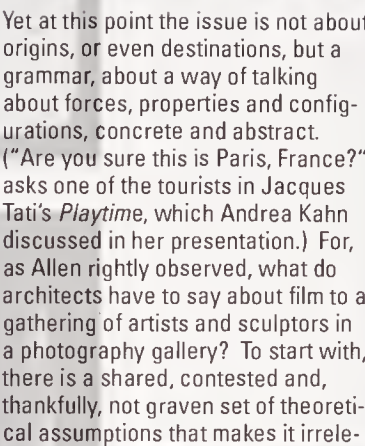 Yet at this point the issue is not about
origins, or even destinations, but a
grammar, about a way of talking
about forces, properties and config-
urations, concrete and abstract.
("Are you sure this is Paris, France?"
asks one of the tourists in Jacques
Tati's Playtime, which Andrea Kahn
discussed in her presentation.) For,
as Allen rightly observed, what do
architects have to say about film to a
gathering of artists and sculptors in
a photography gallery? To start with,
there is a shared, contested and,
thankfully, not graven set of theoreti-
cal assumptions that makes it irrele-